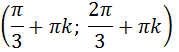 (π/3 + πk; 2π/3 + πk)